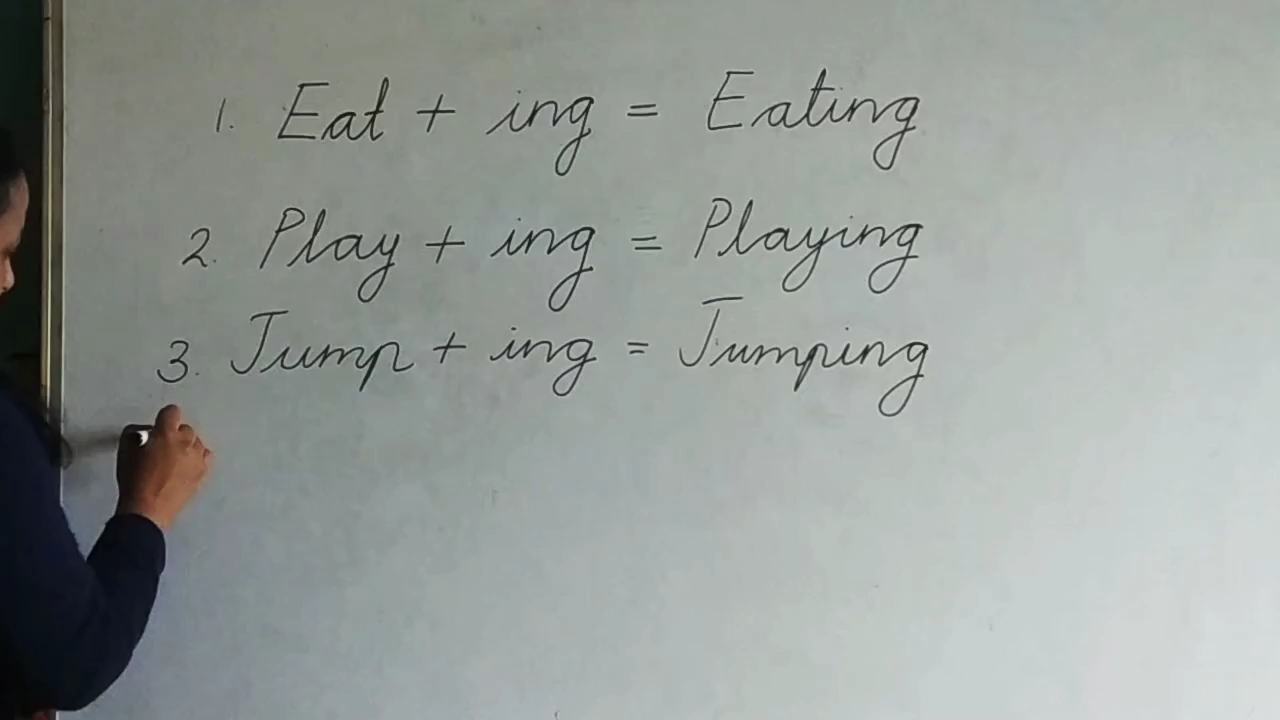 1. Eat + ing = Eating
2. Play + ing = Playing
3. Jump + ing = Jumping